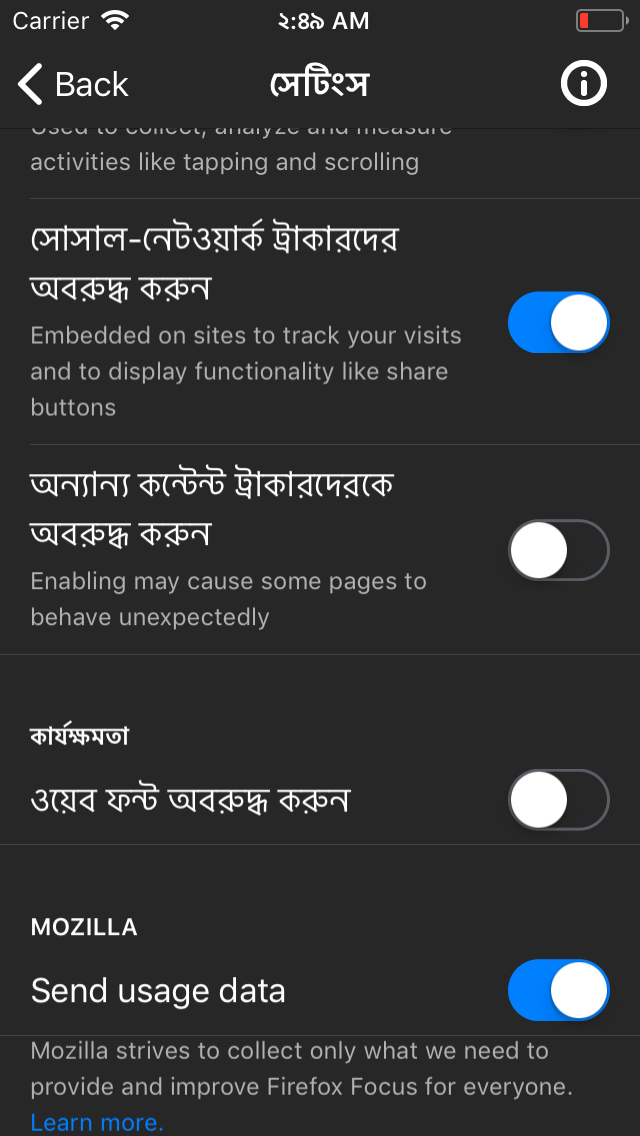 Carrier
২:৪৯ AM
Back
সেটিংস
Used to collect, analyze and measure
activities like tapping and scrolling
সোসাল-নেটওয়ার্ক ট্রাকারদের
অবরুদ্ধ করুন
Embedded on sites to track your visits
and to display functionality like share
buttons
অন্যান্য কন্টেন্ট ট্রাকারদেরকে
অবরুদ্ধ করুন
Enabling may cause some pages to
behave unexpectedly
কার্যক্ষমতা
ওয়েব ফন্ট অবরুদ্ধ করুন
MOZILLA
Send usage data
Mozilla strives to collect only what we need to
provide and improve Firefox Focus for everyone.
Learn more.